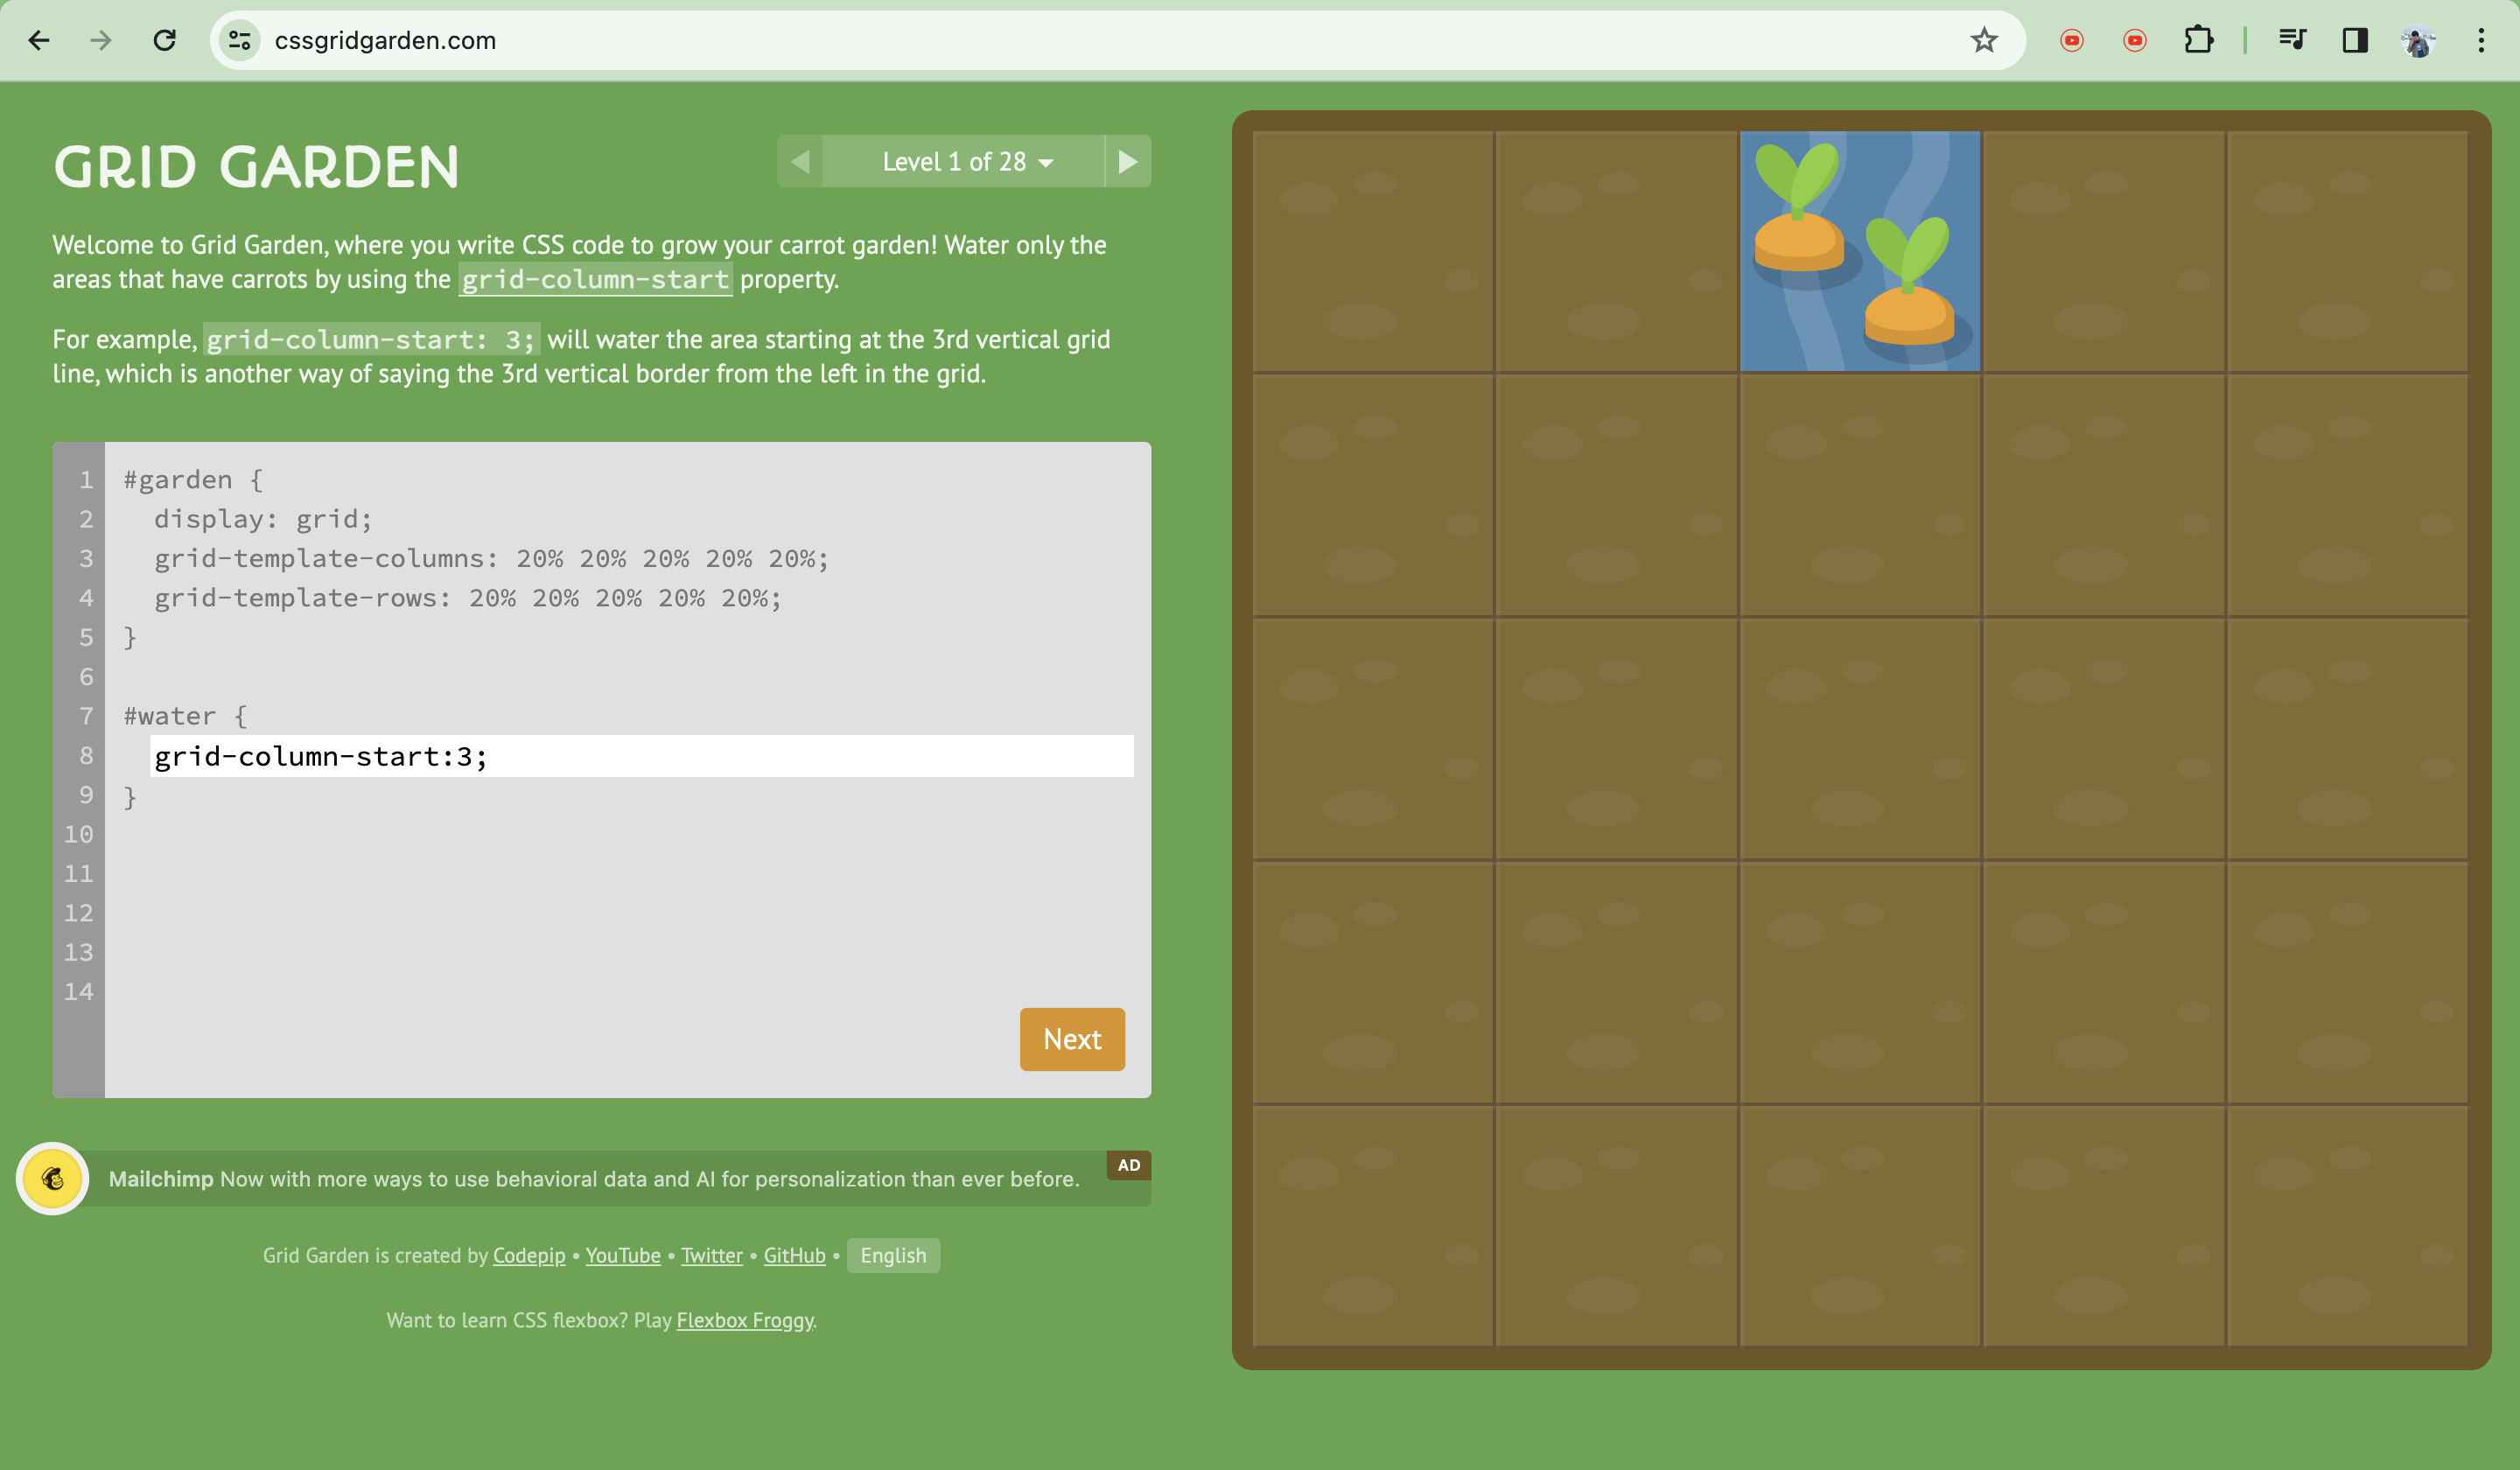 cssgridgarden.com
GRID GARDEN
Level 1 of 28
Welcome to Grid Garden, where you write CSS code to grow your carrot garden! Water only the
areas that have carrots by using the grid-column-start property.
For example, grid-column-start: 3; will water the area starting at the 3rd vertical grid
line, which is another way of saying the 3rd vertical border from the left in the grid.
1 #garden {
2 display: grid;
3 grid-template-columns: 20% 20% 20% 20% 20%;
4 grid-template-rows: 20% 20% 20% 20% 20%;
5 }
6
7 #water {
8 grid-column-start:3;
9 }
10
11
12
13
14
Next
Mailchimp Now with more ways to use behavioral data and AI for personalization than ever before.
AD
Grid Garden is created by Codepip • YouTube • Twitter • GitHub • English
Want to learn CSS flexbox? Play Flexbox Froggy.